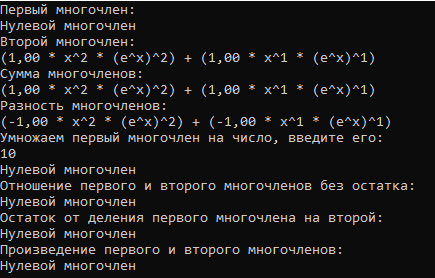 Первый многочлен:
Нулевой многочлен
Второй многочлен:
(1,00 * x^2 * (e^x)^2) + (1,00 * x^1 * (e^x)^1)
Сумма многочленов:
(1,00 * x^2 * (e^x)^2) + (1,00 * x^1 * (e^x)^1)
Разность многочленов:
(-1,00 * x^2 * (e^x)^2) + (-1,00 * x^1 * (e^x)^1)
Умножаем первый многочлен на число, введите его:
10
Нулевой многочлен
Отношение первого и второго многочленов без остатка:
Нулевой многочлен
Остаток от деления первого многочлена на второй:
Нулевой многочлен
Произведение первого и второго многочленов:
Нулевой многочлен